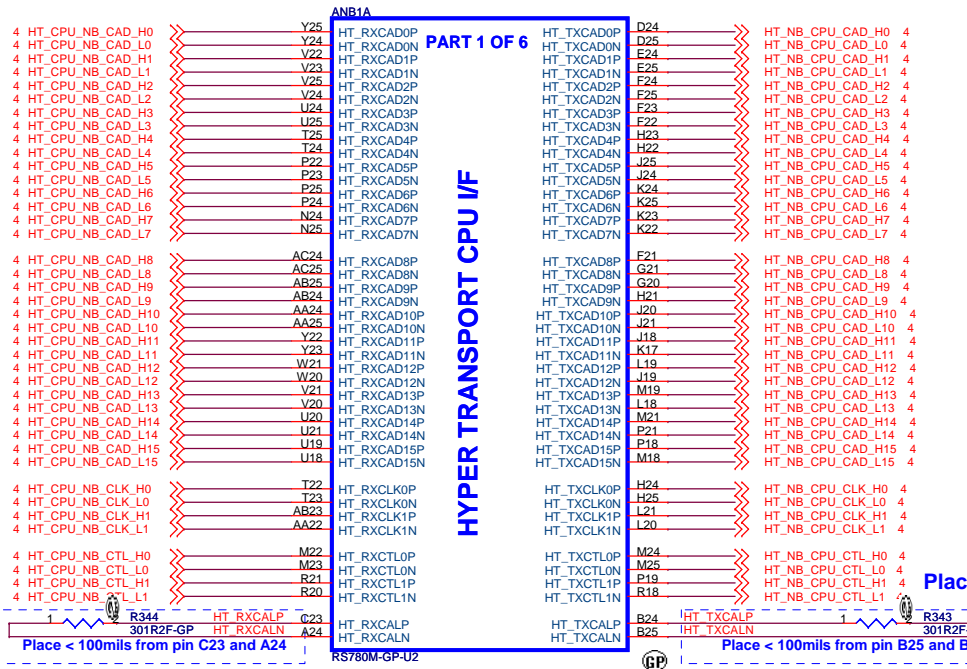 ANB1A
PART 1 OF 6
4 HT_CPU_NB_CAD_H0 Y25 HT_RXCAD0P HT_TXCAD0P D24 HT_NB_CPU_CAD_H0 4
4 HT_CPU_NB_CAD_L0 Y24 HT_RXCAD0N HT_TXCAD0N D25 HT_NB_CPU_CAD_L0 4
4 HT_CPU_NB_CAD_H1 V22 HT_RXCAD1P HT_TXCAD1P E24 HT_NB_CPU_CAD_H1 4
4 HT_CPU_NB_CAD_L1 V23 HT_RXCAD1N HT_TXCAD1N E25 HT_NB_CPU_CAD_L1 4
4 HT_CPU_NB_CAD_H2 V25 HT_RXCAD2P HT_TXCAD2P F24 HT_NB_CPU_CAD_H2 4
4 HT_CPU_NB_CAD_L2 V24 HT_RXCAD2N HT_TXCAD2N F25 HT_NB_CPU_CAD_L2 4
4 HT_CPU_NB_CAD_H3 U24 HT_RXCAD3P HT_TXCAD3P F23 HT_NB_CPU_CAD_H3 4
4 HT_CPU_NB_CAD_L3 U25 HT_RXCAD3N HT_TXCAD3N F22 HT_NB_CPU_CAD_L3 4
4 HT_CPU_NB_CAD_H4 T25 HT_RXCAD4P HT_TXCAD4P H23 HT_NB_CPU_CAD_H4 4
4 HT_CPU_NB_CAD_L4 T24 HT_RXCAD4N HT_TXCAD4N H22 HT_NB_CPU_CAD_L4 4
4 HT_CPU_NB_CAD_H5 P22 HT_RXCAD5P HT_TXCAD5P J25 HT_NB_CPU_CAD_H5 4
4 HT_CPU_NB_CAD_L5 P23 HT_RXCAD5N HT_TXCAD5N J24 HT_NB_CPU_CAD_L5 4
4 HT_CPU_NB_CAD_H6 P25 HT_RXCAD6P HT_TXCAD6P K24 HT_NB_CPU_CAD_H6 4
4 HT_CPU_NB_CAD_L6 P24 HT_RXCAD6N HT_TXCAD6N K25 HT_NB_CPU_CAD_L6 4
4 HT_CPU_NB_CAD_H7 N24 HT_RXCAD7P HT_TXCAD7P K23 HT_NB_CPU_CAD_H7 4
4 HT_CPU_NB_CAD_L7 N25 HT_RXCAD7N HT_TXCAD7N K22 HT_NB_CPU_CAD_L7 4
HYPER TRANSPORT CPU I/F
4 HT_CPU_NB_CAD_H8 AC24 HT_RXCAD8P HT_TXCAD8P F21 HT_NB_CPU_CAD_H8 4
4 HT_CPU_NB_CAD_L8 AC25 HT_RXCAD8N HT_TXCAD8N G21 HT_NB_CPU_CAD_L8 4
4 HT_CPU_NB_CAD_H9 AB25 HT_RXCAD9P HT_TXCAD9P G20 HT_NB_CPU_CAD_H9 4
4 HT_CPU_NB_CAD_L9 AB24 HT_RXCAD9N HT_TXCAD9N H21 HT_NB_CPU_CAD_L9 4
4 HT_CPU_NB_CAD_H10 AA24 HT_RXCAD10P HT_TXCAD10P J20 HT_NB_CPU_CAD_H10 4
4 HT_CPU_NB_CAD_L10 AA25 HT_RXCAD10N HT_TXCAD10N J21 HT_NB_CPU_CAD_L10 4
4 HT_CPU_NB_CAD_H11 Y22 HT_RXCAD11P HT_TXCAD11P J18 HT_NB_CPU_CAD_H11 4
4 HT_CPU_NB_CAD_L11 Y23 HT_RXCAD11N HT_TXCAD11N K17 HT_NB_CPU_CAD_L11 4
4 HT_CPU_NB_CAD_H12 W21 HT_RXCAD12P HT_TXCAD12P L19 HT_NB_CPU_CAD_H12 4
4 HT_CPU_NB_CAD_L12 W20 HT_RXCAD12N HT_TXCAD12N J19 HT_NB_CPU_CAD_L12 4
4 HT_CPU_NB_CAD_H13 V21 HT_RXCAD13P HT_TXCAD13P M19 HT_NB_CPU_CAD_H13 4
4 HT_CPU_NB_CAD_L13 V20 HT_RXCAD13N HT_TXCAD13N L18 HT_NB_CPU_CAD_L13 4
4 HT_CPU_NB_CAD_H14 U20 HT_RXCAD14P HT_TXCAD14P M21 HT_NB_CPU_CAD_H14 4
4 HT_CPU_NB_CAD_L14 U21 HT_RXCAD14N HT_TXCAD14N P21 HT_NB_CPU_CAD_L14 4
4 HT_CPU_NB_CAD_H15 U19 HT_RXCAD15P HT_TXCAD15P P18 HT_NB_CPU_CAD_H15 4
4 HT_CPU_NB_CAD_L15 U18 HT_RXCAD15N HT_TXCAD15N M18 HT_NB_CPU_CAD_L15 4
4 HT_CPU_NB_CLK_H0 T22 HT_RXCLK0P HT_TXCLK0P H24 HT_NB_CPU_CLK_H0 4
4 HT_CPU_NB_CLK_L0 T23 HT_RXCLK0N HT_TXCLK0N H25 HT_NB_CPU_CLK_L0 4
4 HT_CPU_NB_CLK_H1 AB23 HT_RXCLK1P HT_TXCLK1P L21 HT_NB_CPU_CLK_H1 4
4 HT_CPU_NB_CLK_L1 AA22 HT_RXCLK1N HT_TXCLK1N L20 HT_NB_CPU_CLK_L1 4
4 HT_CPU_NB_CTL_H0 M22 HT_RXCTL0P HT_TXCTL0P M24 HT_NB_CPU_CTL_H0 4
4 HT_CPU_NB_CTL_L0 M23 HT_RXCTL0N HT_TXCTL0N M25 HT_NB_CPU_CTL_L0 4
4 HT_CPU_NB_CTL_H1 R21 HT_RXCTL1P HT_TXCTL1P P19 HT_NB_CPU_CTL_H1 4
Plac
4 HT_CPU_NB_CTL_L1 R20 HT_RXCTL1N HT_TXCTL1N R18 HT_NB_CPU_CTL_L1 4
1 R344 HT_RXCALP C23 HT_RXCALP HT_TXCALP B24 HT_TXCALP 1 R343
301R2F-GP HT_RXCALN A24 HT_RXCALN HT_TXCALN B25 HT_TXCALN 301R2F
Place < 100mils from pin C23 and A24
Place < 100mils from pin B25 and B
RS780M-GP-U2
GP